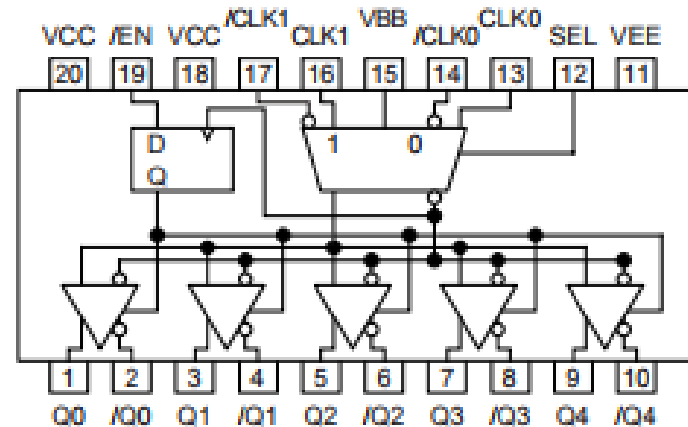 VCC /EN VCC /CLK1 CLK1 VBB /CLK0 CLK0 SEL VEE
20 19 18 17 16 15 14 13 12 11
D 1 0
Q
1 2 3 4 5 6 7 8 9 10
Q0 /Q0 Q1 /Q1 Q2 /Q2 Q3 /Q3 Q4 /Q4